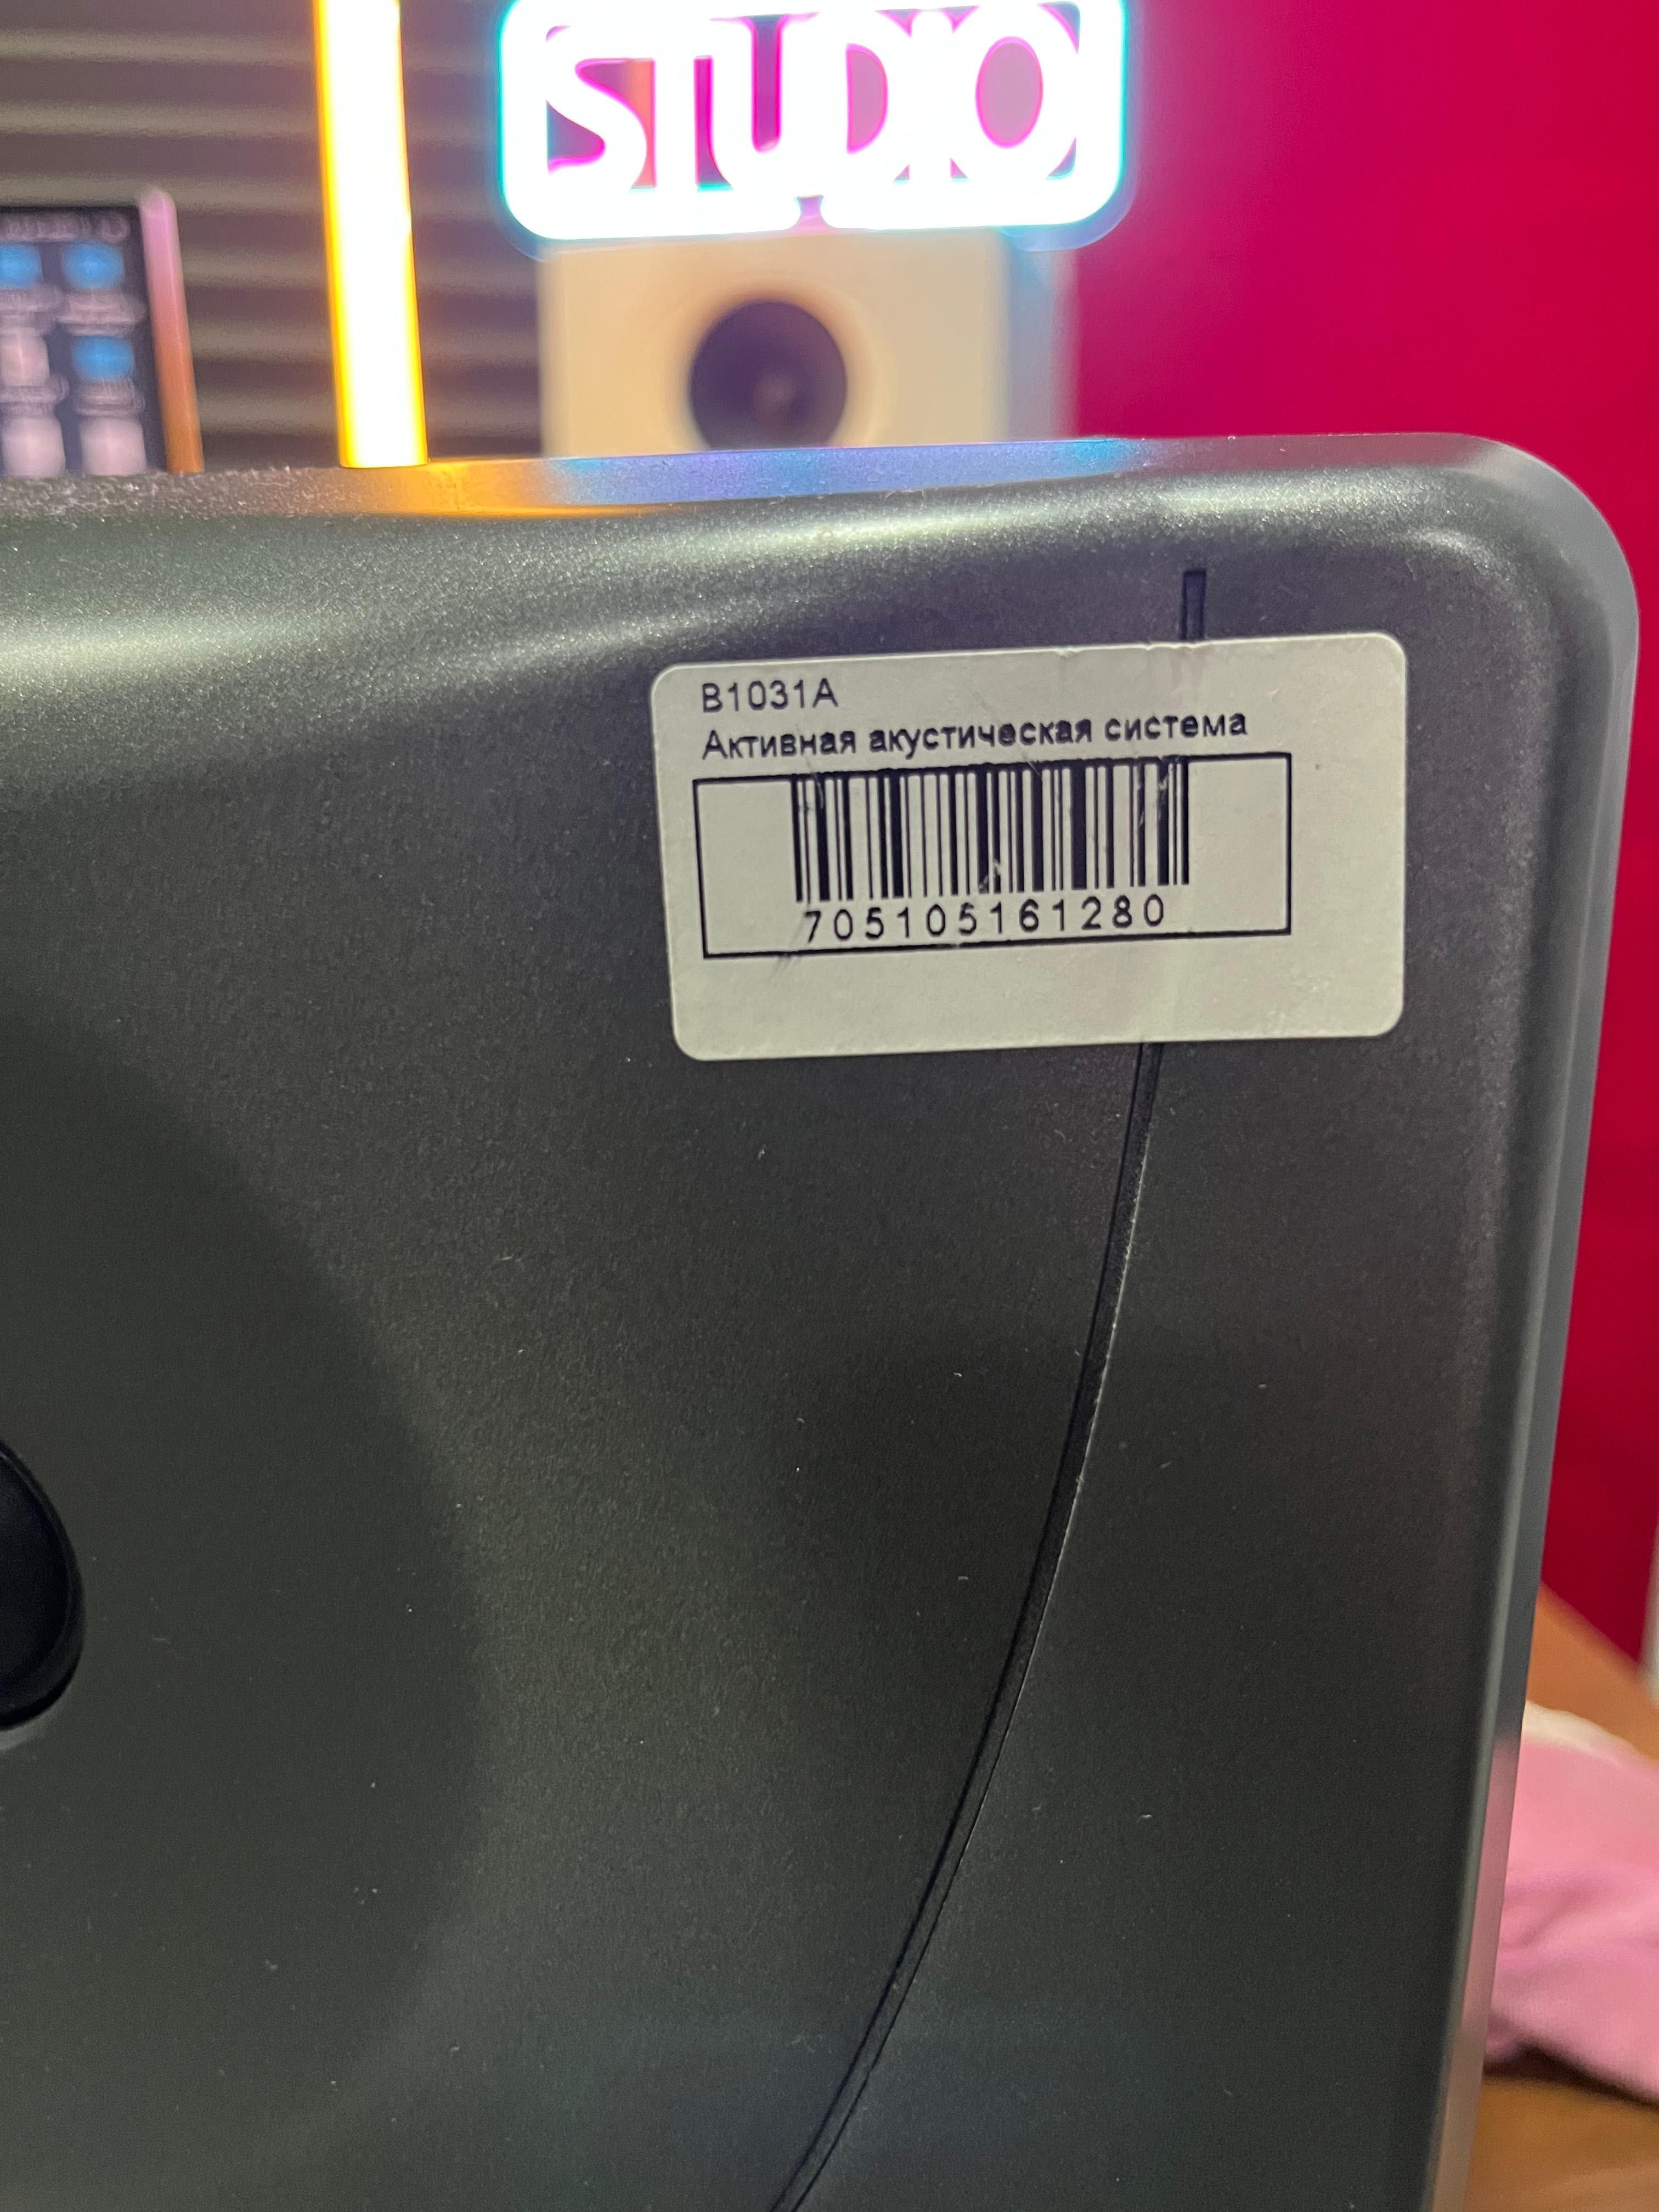 STUDIO
B1031A
Активная акустическая система
705105161280